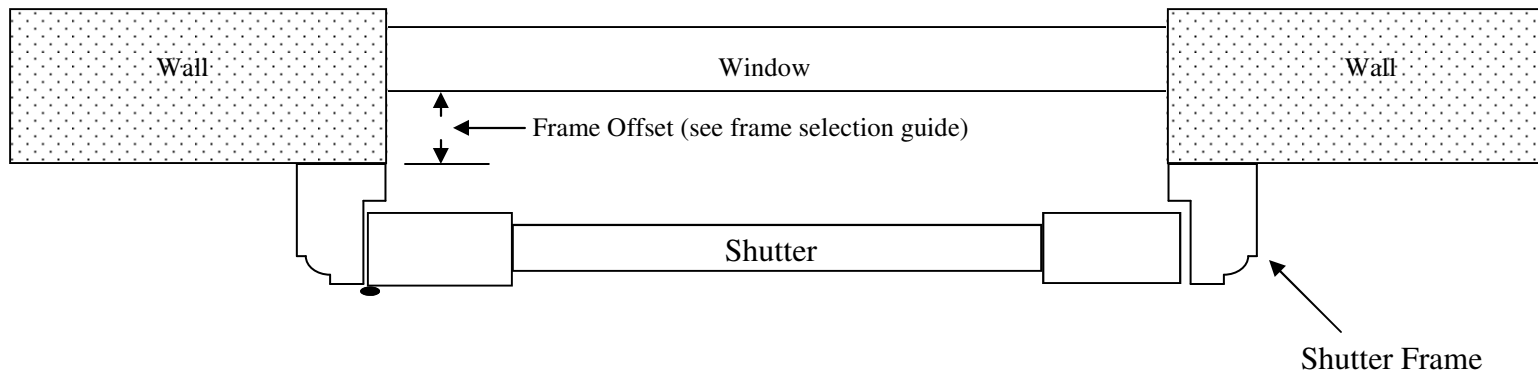 Wall
Window
Wall
Frame Offset (see frame selection guide)
Shutter
Shutter Frame